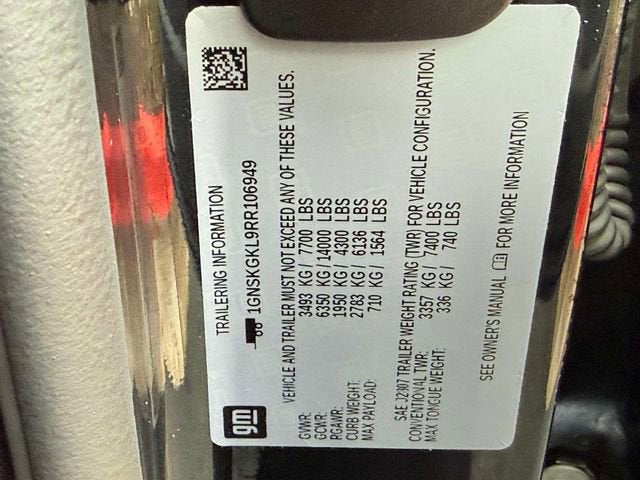 TRAILERING INFORMATION
1GNSKGKL9RR106949
VEHICLE AND TRAILER MUST NOT EXCEED ANY OF THESE VALUES.
GVWR: 3493 KG / 7700 LBS
GCWR: 6350 KG / 14000 LBS
RGAWR: 1950 KG / 4300 LBS
CURB WEIGHT: 2783 KG / 6136 LBS
MAX PAYLOAD: 710 KG / 1564 LBS
SAE J2807 TRAILER WEIGHT RATING (TWR) FOR VEHICLE CONFIGURATION.
CONVENTIONAL TWR: 3357 KG / 7400 LBS
MAX TONGUE WEIGHT: 336 KG / 740 LBS
SEE OWNER'S MANUAL FOR MORE INFORMATION
gm